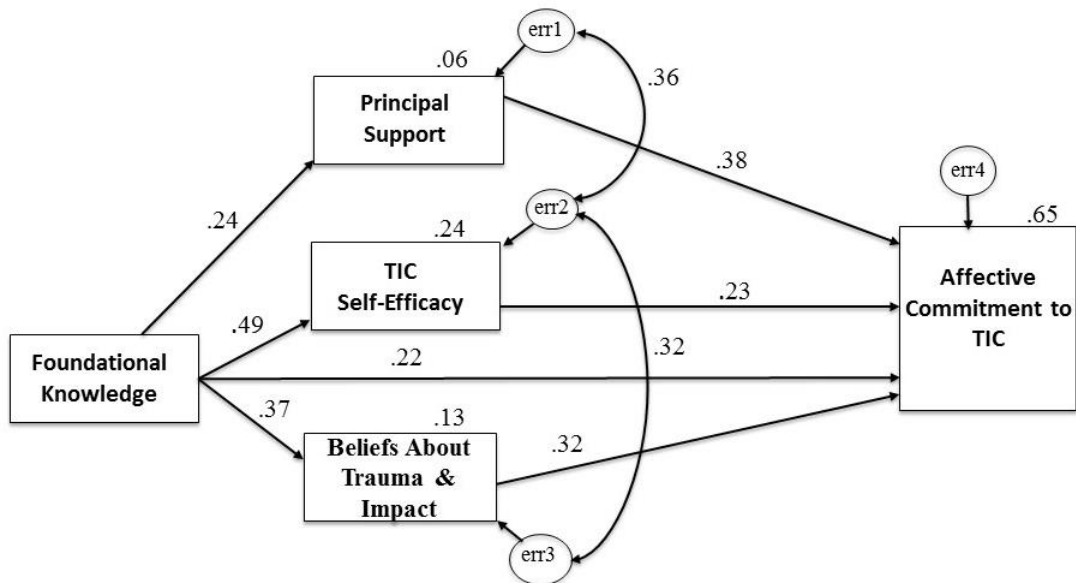 err1
.06
.36
Principal
Support
.38
err4
.24
err2
.24
.65
TIC
Self-Efficacy
Affective
Commitment to
TIC
.23
.49
.32
Foundational
Knowledge
.22
.37
.13
Beliefs About
Trauma & 
Impact
.32
err3